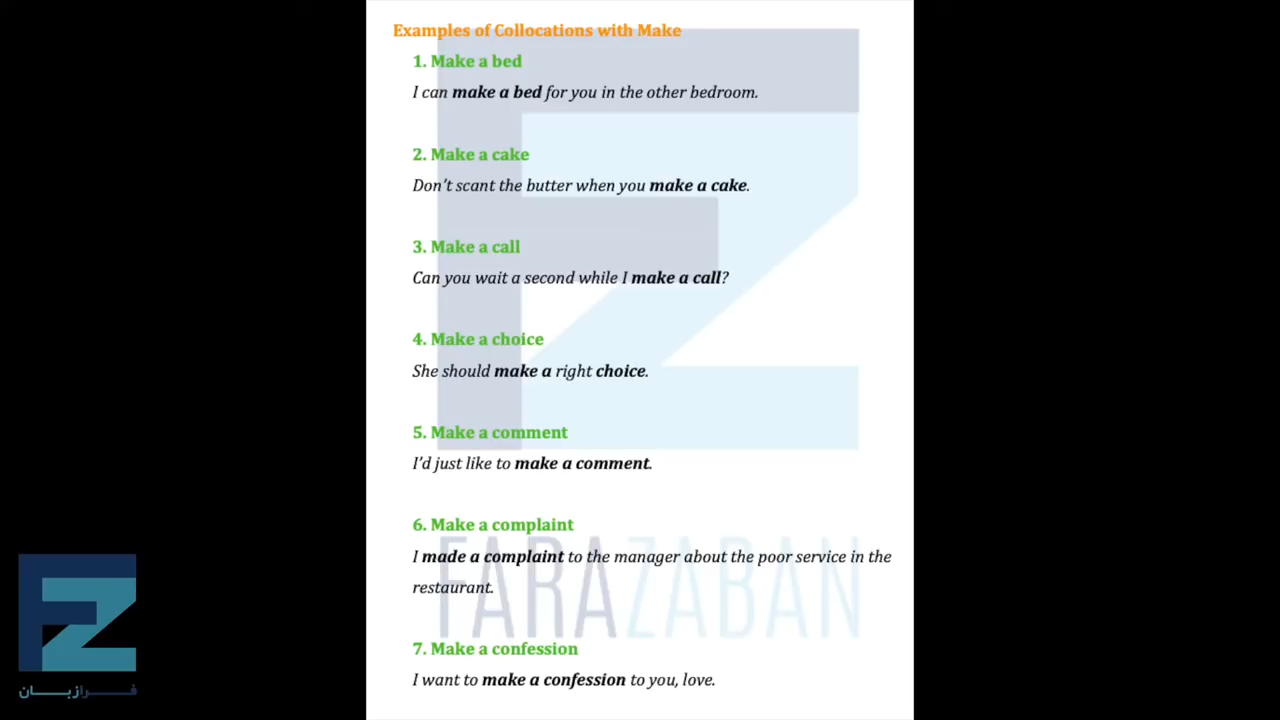 Examples of Collocations with Make
1. Make a bed
I can make a bed for you in the other bedroom.
2. Make a cake
Don't scant the butter when you make a cake.
3. Make a call
Can you wait a second while I make a call?
4. Make a choice
She should make a right choice.
5. Make a comment
I'd just like to make a comment.
6. Make a complaint
I made a complaint to the manager about the poor service in the
restaurant.
7. Make a confession
I want to make a confession to you, love.
FARAZABAN
FZ
فرازبان